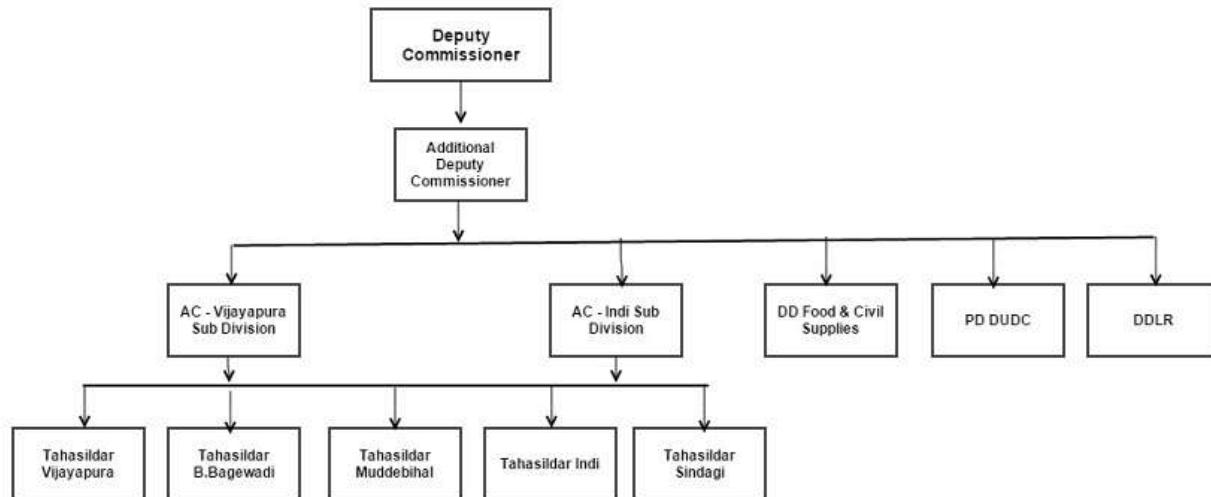 Deputy
Commissioner
Additional
Deputy
Commissioner
AC - Vijayapura
Sub Division
AC - Indi Sub
Division
DD Food & Civil
Supplies
PD DUDC
DDLR
Tahasildar
Vijayapura
Tahasildar
B.Bagewadi
Tahasildar
Muddebihal
Tahasildar Indi
Tahasildar
Sindagi